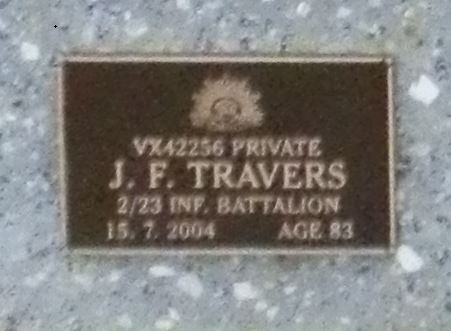 VX42256 PRIVATE
J. F. TRAVERS
2/23 INF. BATTALION
15. 7. 2004 AGE 83